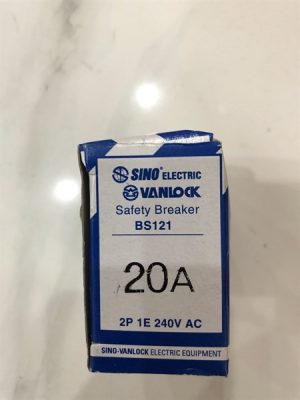 SINO® ELECTRIC
VANLOCK
Safety Breaker
BS121
20A
2P 1E 240V AC
SINO-VANLOCK ELECTRIC EQUIPMENT